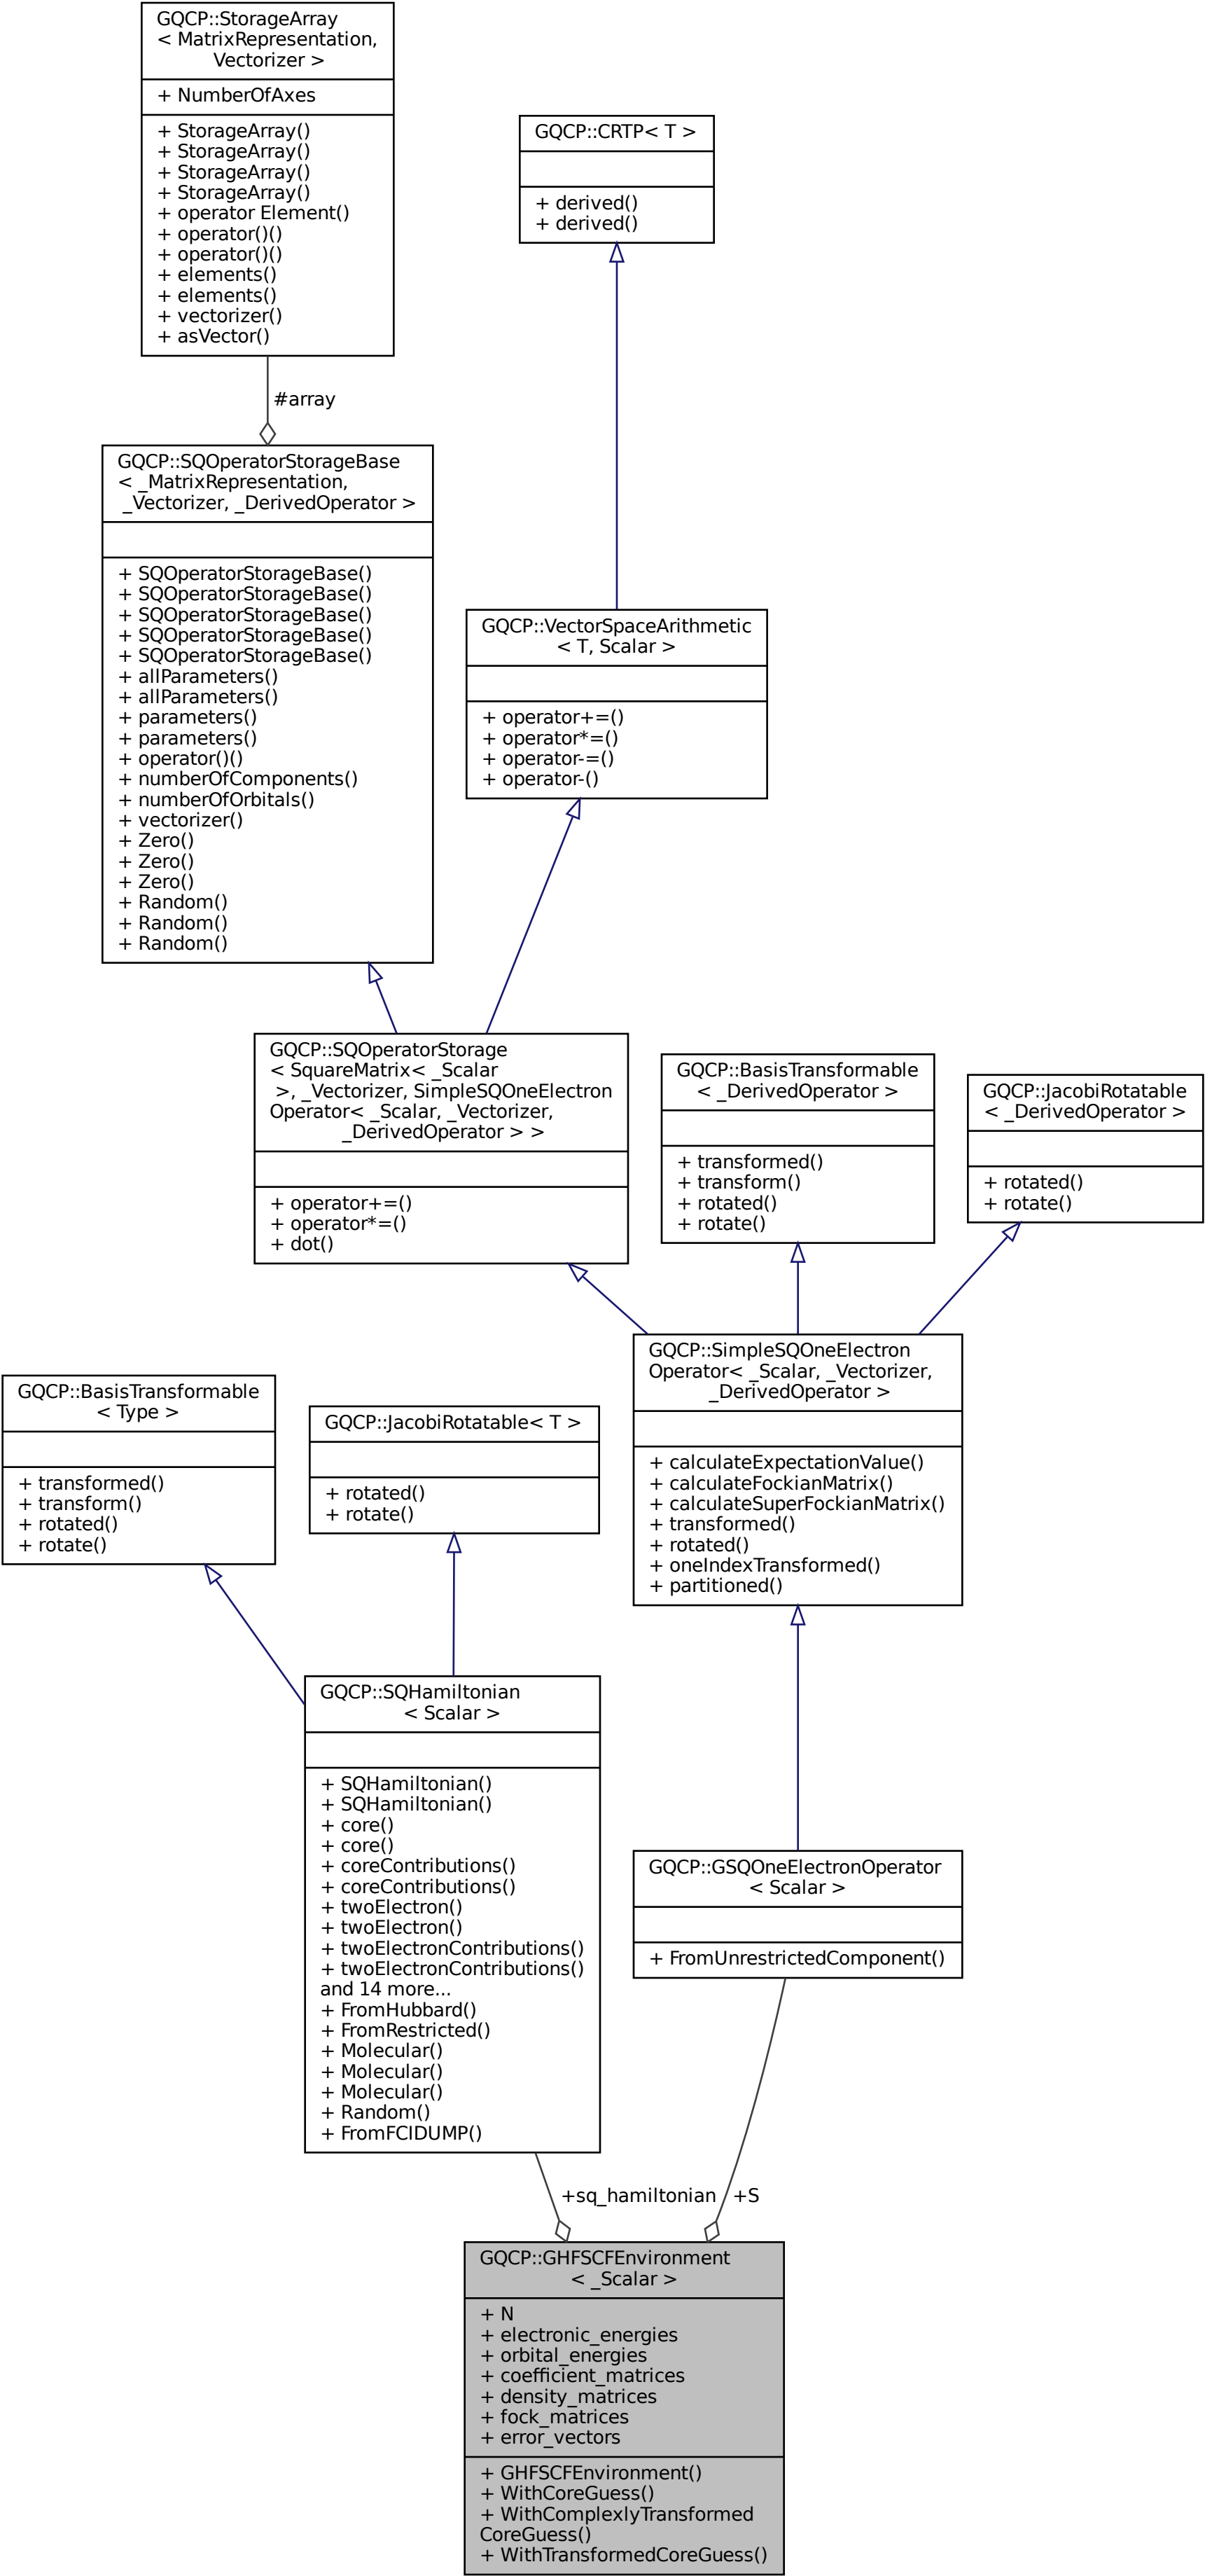 GQCP::StorageArray
< MatrixRepresentation,
Vectorizer >
+ NumberOfAxes
+ StorageArray()
+ StorageArray()
+ StorageArray()
+ StorageArray()
+ operator Element()
+ operator()()
+ operator()()
+ elements()
+ elements()
+ vectorizer()
+ asVector()
GQCP::CRTP< T >
+ derived()
+ derived()
#array
GQCP::SQOperatorStorageBase
< _MatrixRepresentation,
_Vectorizer, _DerivedOperator >
+ SQOperatorStorageBase()
+ SQOperatorStorageBase()
+ SQOperatorStorageBase()
+ SQOperatorStorageBase()
+ SQOperatorStorageBase()
+ allParameters()
+ allParameters()
+ parameters()
+ parameters()
+ operator()()
+ numberOfComponents()
+ numberOfOrbitals()
+ vectorizer()
+ Zero()
+ Zero()
+ Zero()
+ Random()
+ Random()
+ Random()
GQCP::VectorSpaceArithmetic
< T, Scalar >
+ operator+=()
+ operator*=()
+ operator-=()
+ operator-()
GQCP::SQOperatorStorage
< SquareMatrix< _Scalar
>, _Vectorizer, SimpleSQOneElectron
Operator< _Scalar, _Vectorizer,
_DerivedOperator > >
+ operator+=()
+ operator*=()
+ dot()
GQCP::BasisTransformable
< _DerivedOperator >
+ transformed()
+ transform()
+ rotated()
+ rotate()
GQCP::JacobiRotatable
< _DerivedOperator >
+ rotated()
+ rotate()
GQCP::SimpleSQOneElectron
Operator< _Scalar, _Vectorizer,
_DerivedOperator >
+ calculateExpectationValue()
+ calculateFockianMatrix()
+ calculateSuperFockianMatrix()
+ transformed()
+ rotated()
+ oneIndexTransformed()
+ partitioned()
GQCP::BasisTransformable
< Type >
+ transformed()
+ transform()
+ rotated()
+ rotate()
GQCP::JacobiRotatable< T >
+ rotated()
+ rotate()
GQCP::SQHamiltonian
< Scalar >
+ SQHamiltonian()
+ SQHamiltonian()
+ core()
+ core()
+ coreContributions()
+ coreContributions()
+ twoElectron()
+ twoElectron()
+ twoElectronContributions()
+ twoElectronContributions()
and 14 more...
+ FromHubbard()
+ FromRestricted()
+ Molecular()
+ Molecular()
+ Molecular()
+ Random()
+ FromFCIDUMP()
GQCP::GSQOneElectronOperator
< Scalar >
+ FromUnrestrictedComponent()
+sq_hamiltonian
+S
GQCP::GHFSCFEnvironment
< _Scalar >
+ N
+ electronic_energies
+ orbital_energies
+ coefficient_matrices
+ density_matrices
+ fock_matrices
+ error_vectors
+ GHFSCFEnvironment()
+ WithCoreGuess()
+ WithComplexlyTransformed
CoreGuess()
+ WithTransformedCoreGuess()